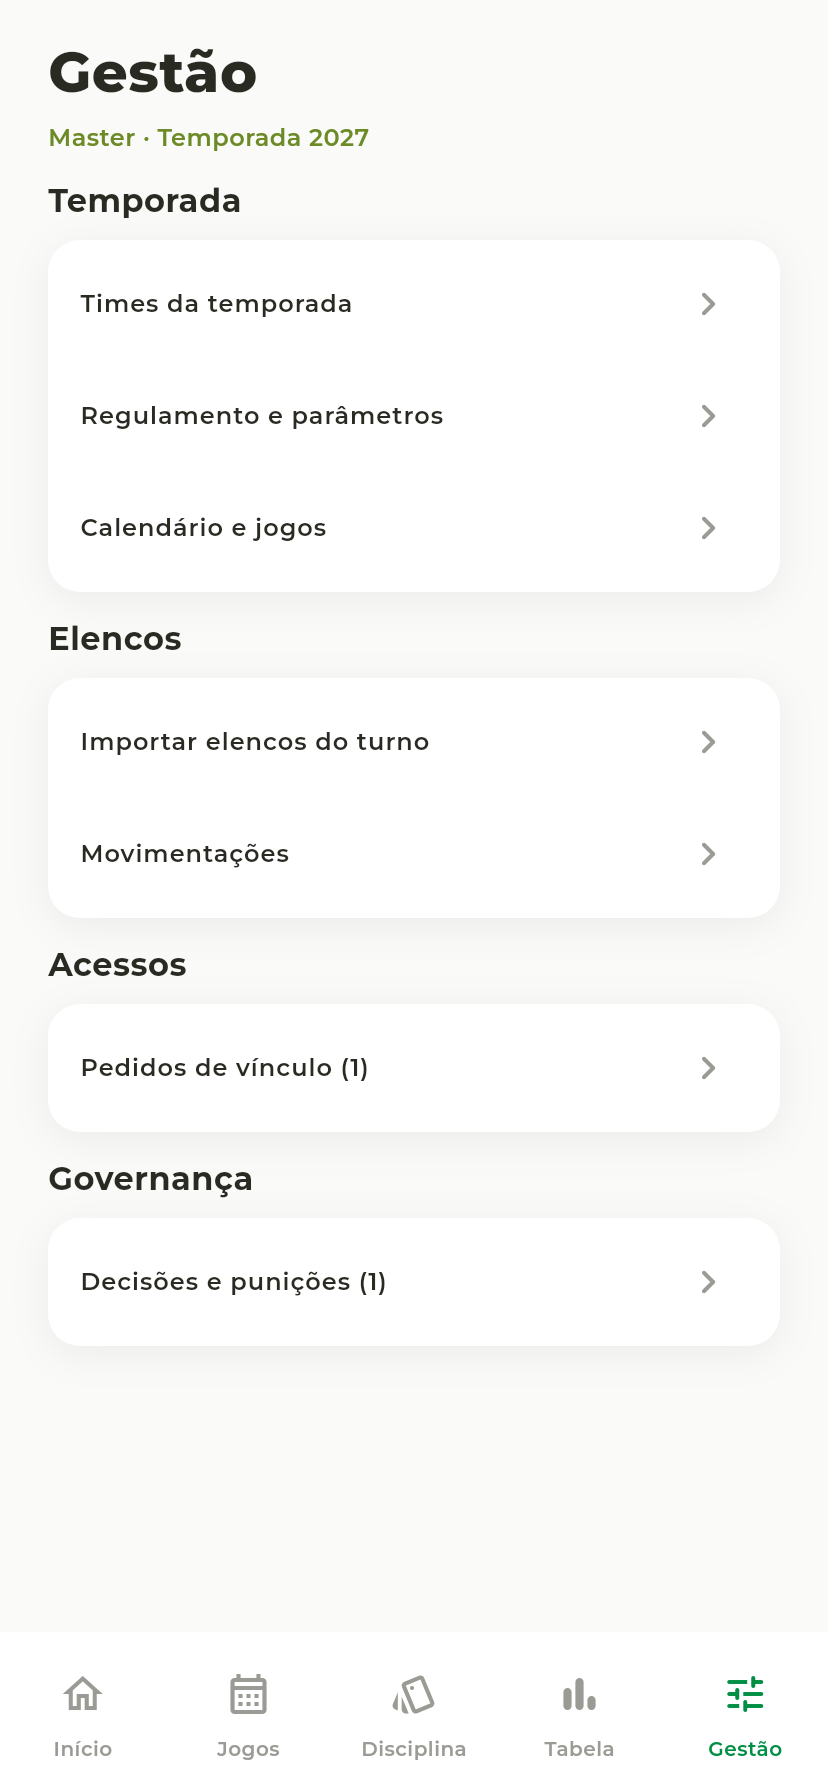 Gestão
Master · Temporada 2027
Temporada
Times da temporada
Regulamento e parâmetros
Calendário e jogos
Elencos
Importar elencos do turno
Movimentações
Acessos
Pedidos de vínculo (1)
Governança
Decisões e punições (1)
Início
Jogos
Disciplina
Tabela
Gestão